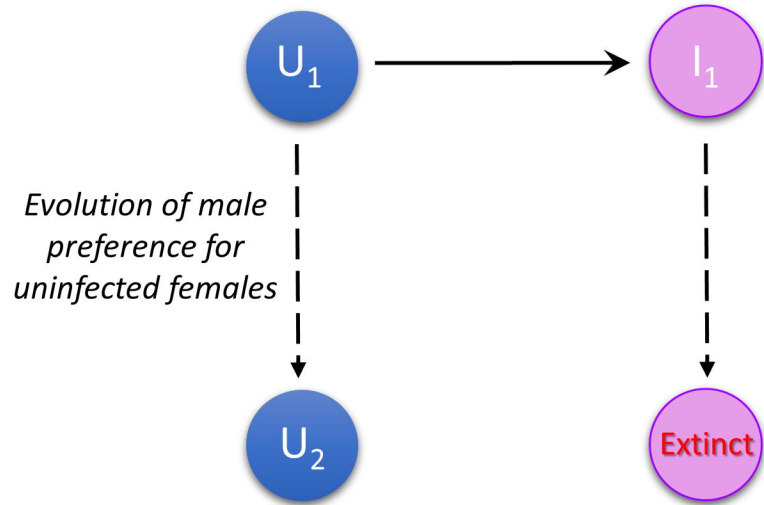 U₁
I₁
Evolution of male
preference for
uninfected females
U₂
Extinct